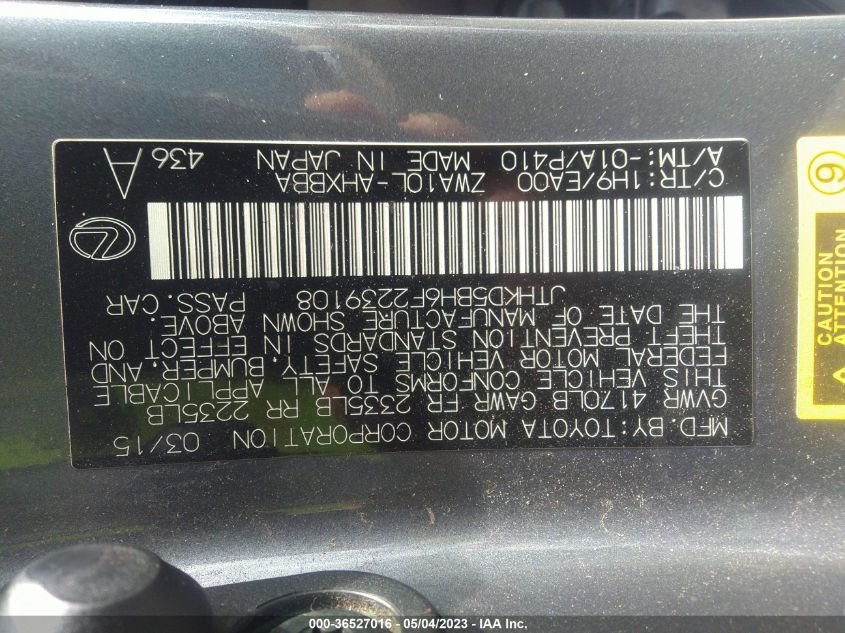 MFD. BY: TOYOTA MOTOR CORPORATION 03/15
GVWR 4170LB GAWR FR 2335LB RR 2235LB
THIS VEHICLE CONFORMS TO ALL APPLICABLE
FEDERAL MOTOR VEHICLE SAFETY, BUMPER, AND
THEFT PREVENTION STANDARDS IN EFFECT ON
THE DATE OF MANUFACTURE SHOWN ABOVE.
JTHKD5BH6F2239108 PASS. CAR
C/TR: 1H9/EA00 ZWA10L-AHXBBA
A/TM: -01A/P410 MADE IN JAPAN 436 A
9
CAUTION
Attention
000-36527016 - 05/04/2023 - IAA Inc.